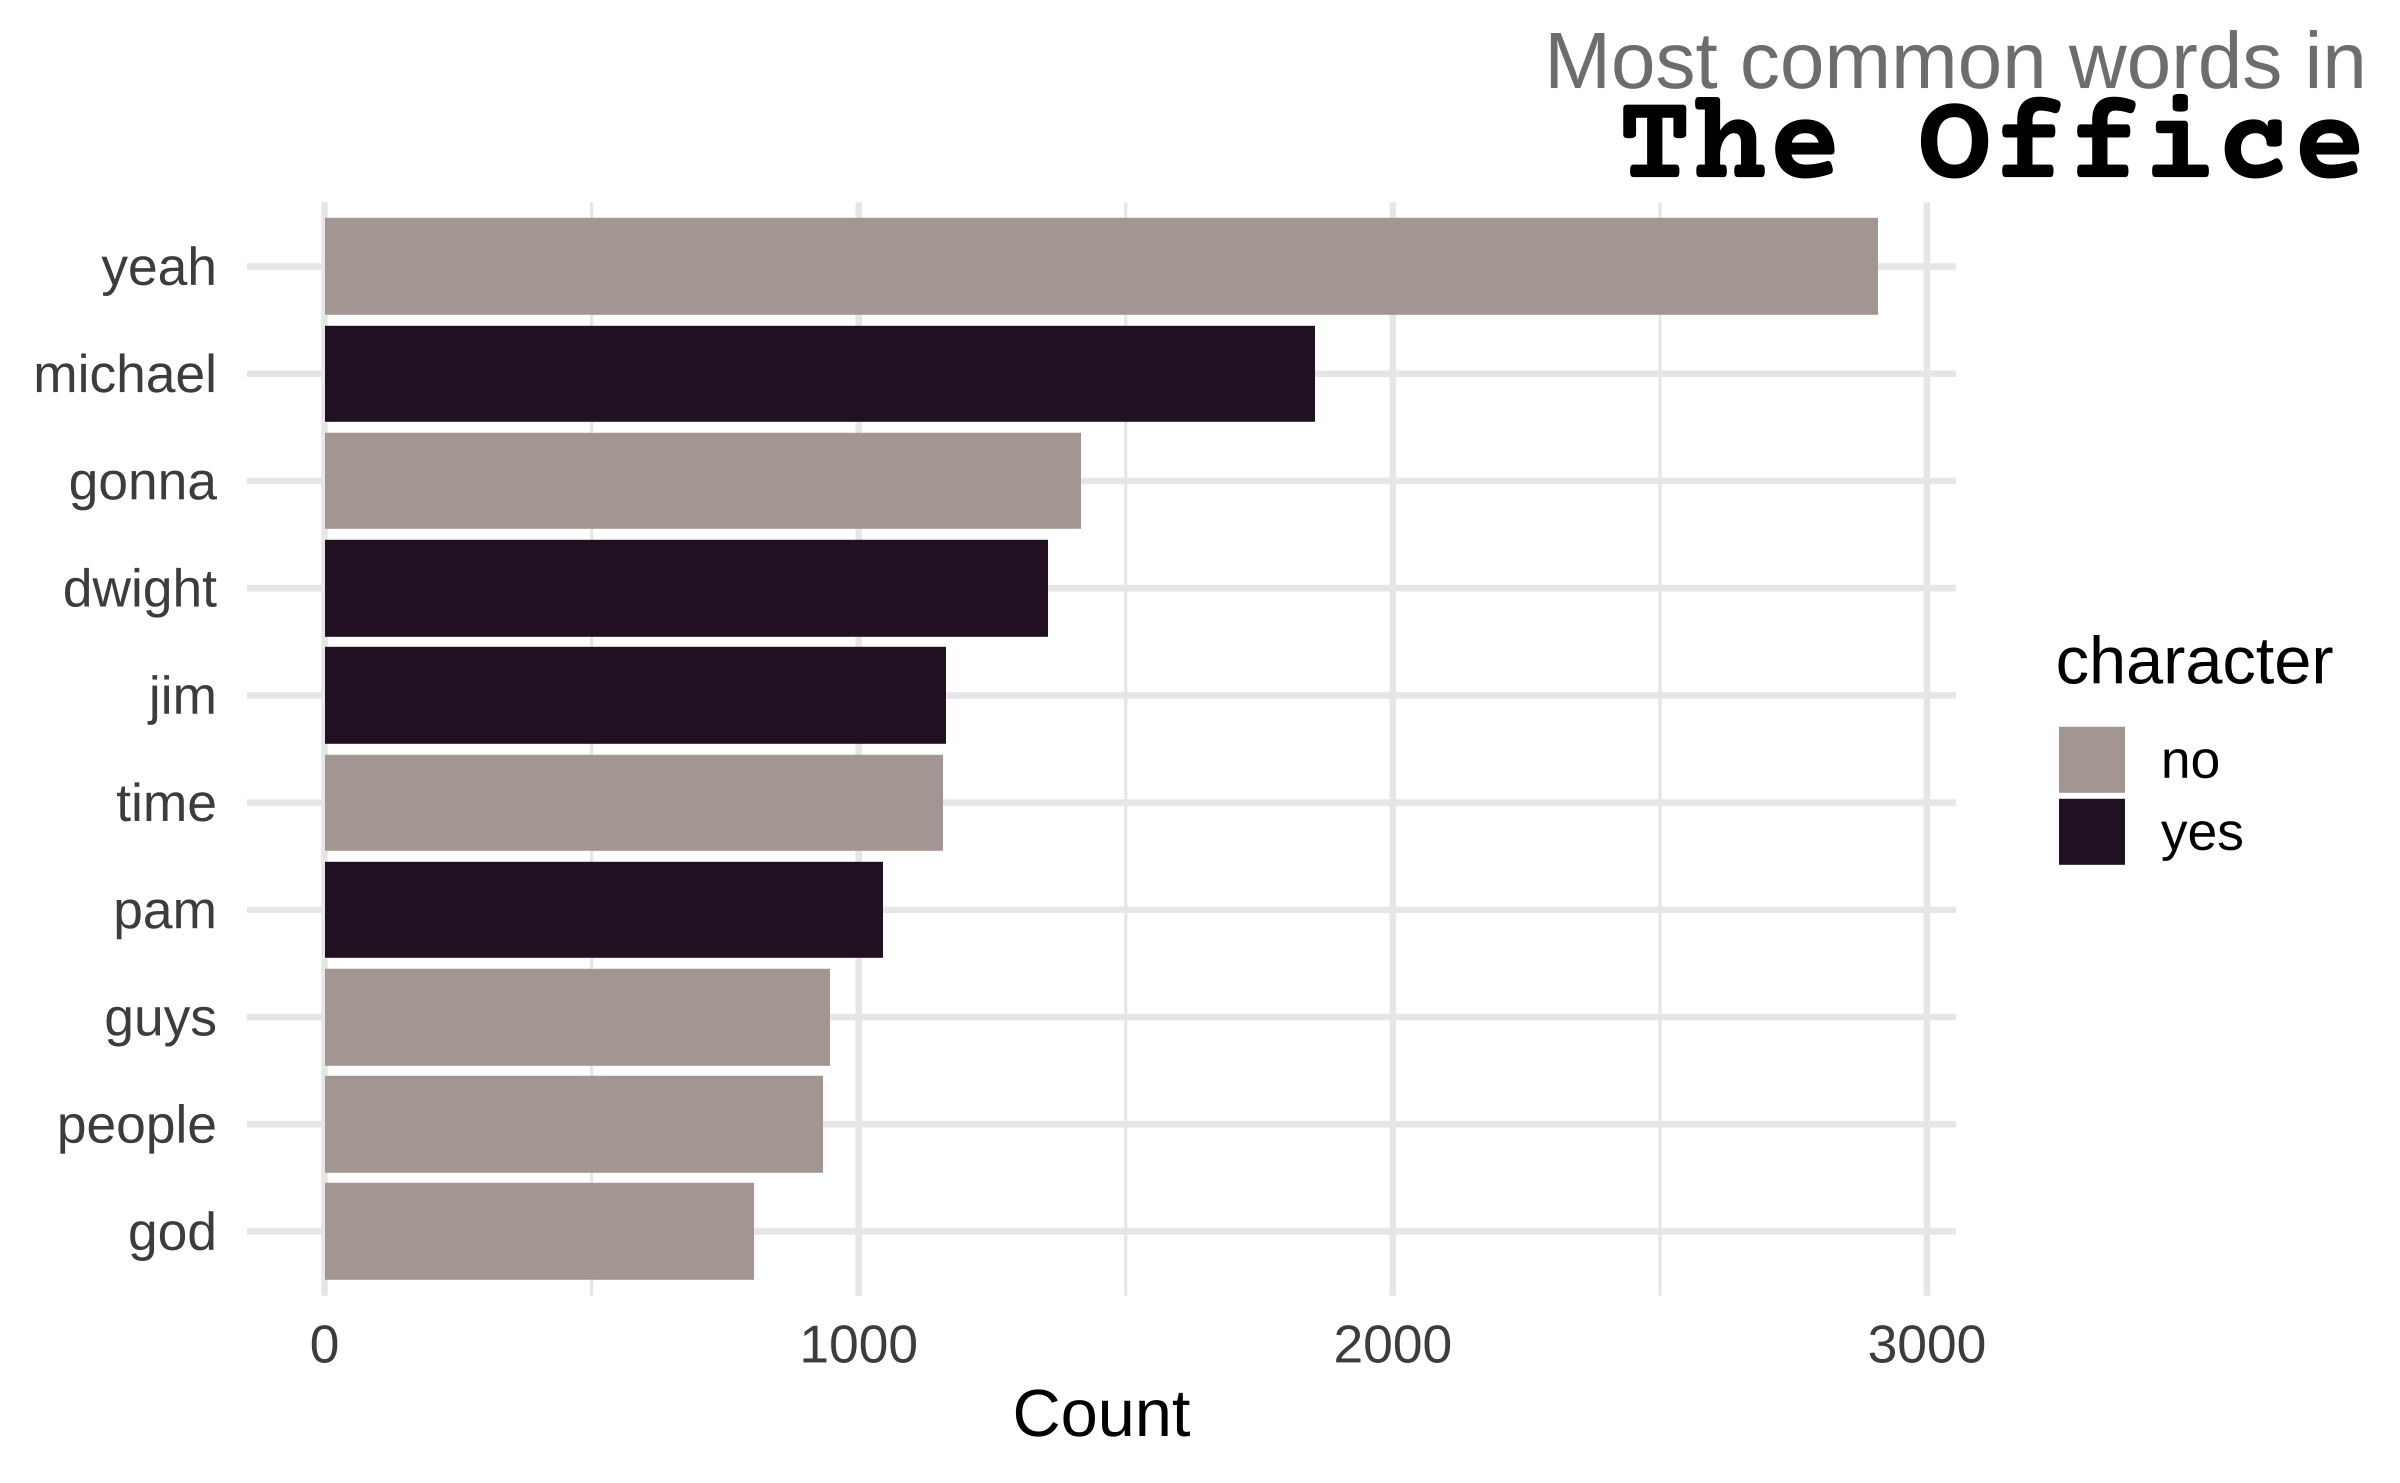 Most common words in
The Office
yeah
michael
gonna
dwight
jim
time
pam
guys
people
god
0 1000 2000 3000
Count
character
no
yes